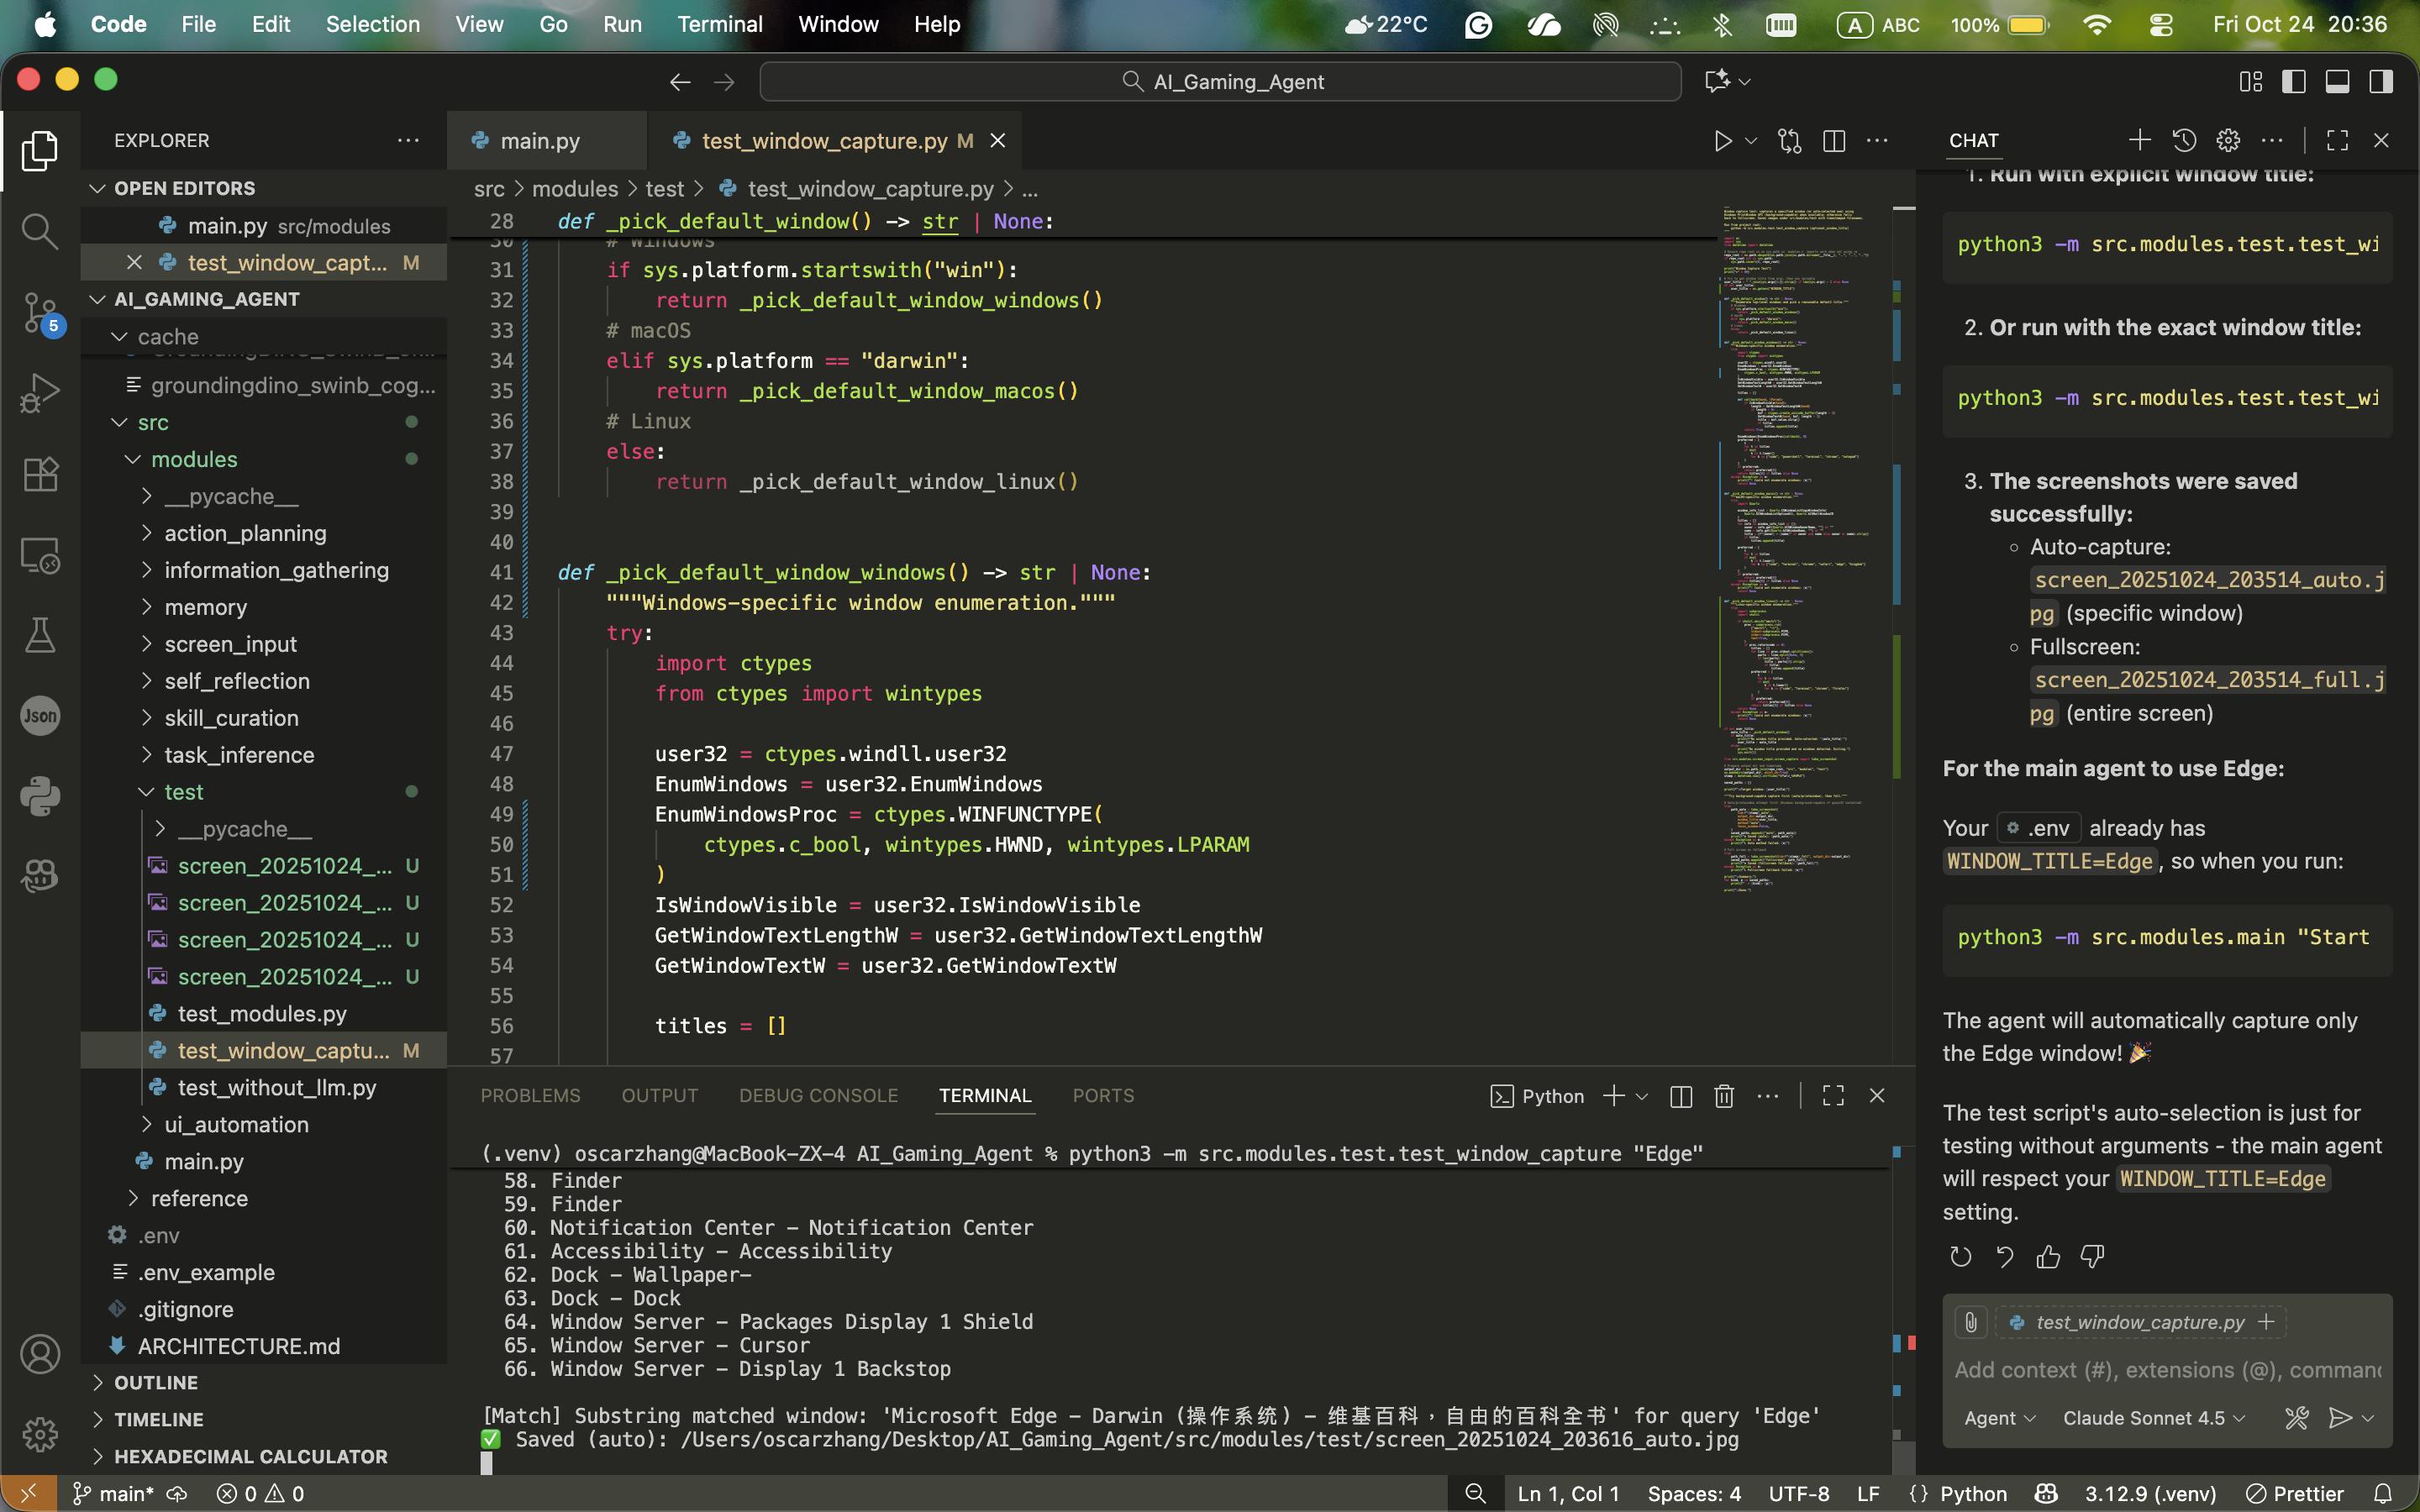 Code File Edit Selection View Go Run Terminal Window Help 22°C A ABC 100% Fri Oct 24 20:36
AI_Gaming_Agent
EXPLORER
OPEN EDITORS
main.py src/modules
test_window_capt... M
AI_GAMING_AGENT
cache
groundingdino_swinb_cog...
src
modules
__pycache__
action_planning
information_gathering
memory
screen_input
self_reflection
skill_curation
task_inference
test
__pycache__
screen_20251024_... U
screen_20251024_... U
screen_20251024_... U
screen_20251024_... U
test_modules.py
test_window_captu... M
test_without_llm.py
ui_automation
main.py
reference
.env
.env_example
.gitignore
ARCHITECTURE.md
OUTLINE
TIMELINE
HEXADECIMAL CALCULATOR
5
Json
main.py test_window_capture.py M
src > modules > test > test_window_capture.py > ...
28 def _pick_default_window() -> str | None:
30 # Windows
31 if sys.platform.startswith("win"):
32 return _pick_default_window_windows()
33 # macOS
34 elif sys.platform == "darwin":
35 return _pick_default_window_macos()
36 # Linux
37 else:
38 return _pick_default_window_linux()
39
40
41 def _pick_default_window_windows() -> str | None:
42 """Windows-specific window enumeration."""
43 try:
44 import ctypes
45 from ctypes import wintypes
46
47 user32 = ctypes.windll.user32
48 EnumWindows = user32.EnumWindows
49 EnumWindowsProc = ctypes.WINFUNCTYPE(
50 ctypes.c_bool, wintypes.HWND, wintypes.LPARAM
51 )
52 IsWindowVisible = user32.IsWindowVisible
53 GetWindowTextLengthW = user32.GetWindowTextLengthW
54 GetWindowTextW = user32.GetWindowTextW
55
56 titles = []
57
PROBLEMS OUTPUT DEBUG CONSOLE TERMINAL PORTS Python
(.venv) oscarzhang@MacBook-ZX-4 AI_Gaming_Agent % python3 -m src.modules.test.test_window_capture "Edge"
58. Finder
59. Finder
60. Notification Center - Notification Center
61. Accessibility - Accessibility
62. Dock - Wallpaper-
63. Dock - Dock
64. Window Server - Packages Display 1 Shield
65. Window Server - Cursor
66. Window Server - Display 1 Backstop
[Match] Substring matched window: 'Microsoft Edge - Darwin (操作系统) - 维基百科，自由的百科全书' for query 'Edge'
✅ Saved (auto): /Users/oscarzhang/Desktop/AI_Gaming_Agent/src/modules/test/screen_20251024_203616_auto.jpg
CHAT
1. Run with explicit window title:
python3 -m src.modules.test.test_wi
2. Or run with the exact window title:
python3 -m src.modules.test.test_wi
3. The screenshots were saved
successfully:
Auto-capture:
screen_20251024_203514_auto.j
pg (specific window)
Fullscreen:
screen_20251024_203514_full.j
pg (entire screen)
For the main agent to use Edge:
Your .env already has
WINDOW_TITLE=Edge, so when you run:
python3 -m src.modules.main "Start
The agent will automatically capture only
the Edge window! 🎉
The test script's auto-selection is just for
testing without arguments - the main agent
will respect your WINDOW_TITLE=Edge
setting.
test_window_capture.py
Add context (#), extensions (@), comman
Agent Claude Sonnet 4.5
main* 0 0 Ln 1, Col 1 Spaces: 4 UTF-8 LF {} Python 3.12.9 (.venv) Prettier